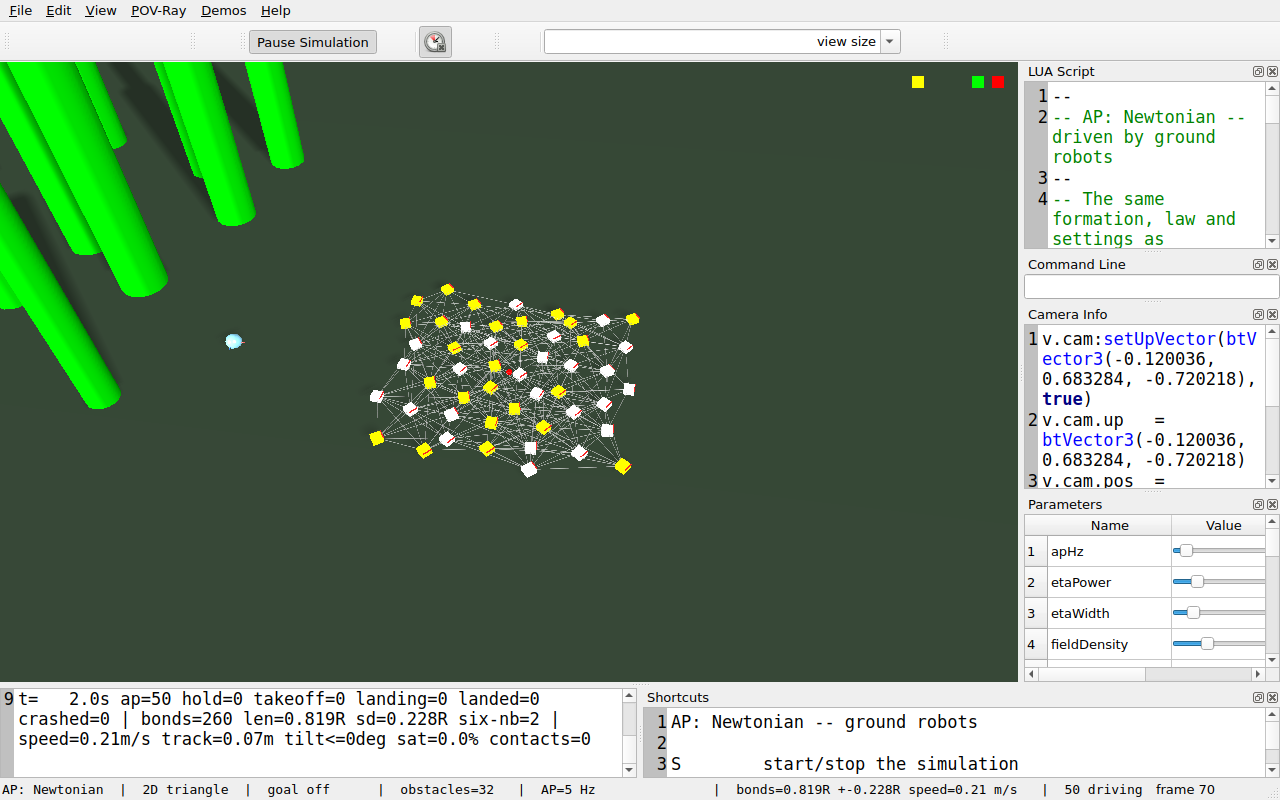 File Edit View POV-Ray Demos Help
Pause Simulation
view size
LUA Script
1 --
2 -- AP: Newtonian --
driven by ground
robots
3 --
4 -- The same
formation, law and
settings as
Command Line
Camera Info
1 v.cam:setUpVector(btV
ector3(-0.120036,
0.683284, -0.720218),
true)
2 v.cam.up   =
btVector3(-0.120036,
0.683284, -0.720218)
3 v.cam.pos  =
Parameters
Name Value
1 apHz
2 etaPower
3 etaWidth
4 fieldDensity
9 t=   2.0s ap=50 hold=0 takeoff=0 landing=0 landed=0
crashed=0 | bonds=260 len=0.819R sd=0.228R six-nb=2 |
speed=0.21m/s track=0.07m tilt<=0deg sat=0.0% contacts=0
Shortcuts
1 AP: Newtonian -- ground robots
2
3 S        start/stop the simulation
AP: Newtonian | 2D triangle | goal off | obstacles=32 | AP=5 Hz | bonds=0.819R +-0.228R speed=0.21 m/s | 50 driving frame 70